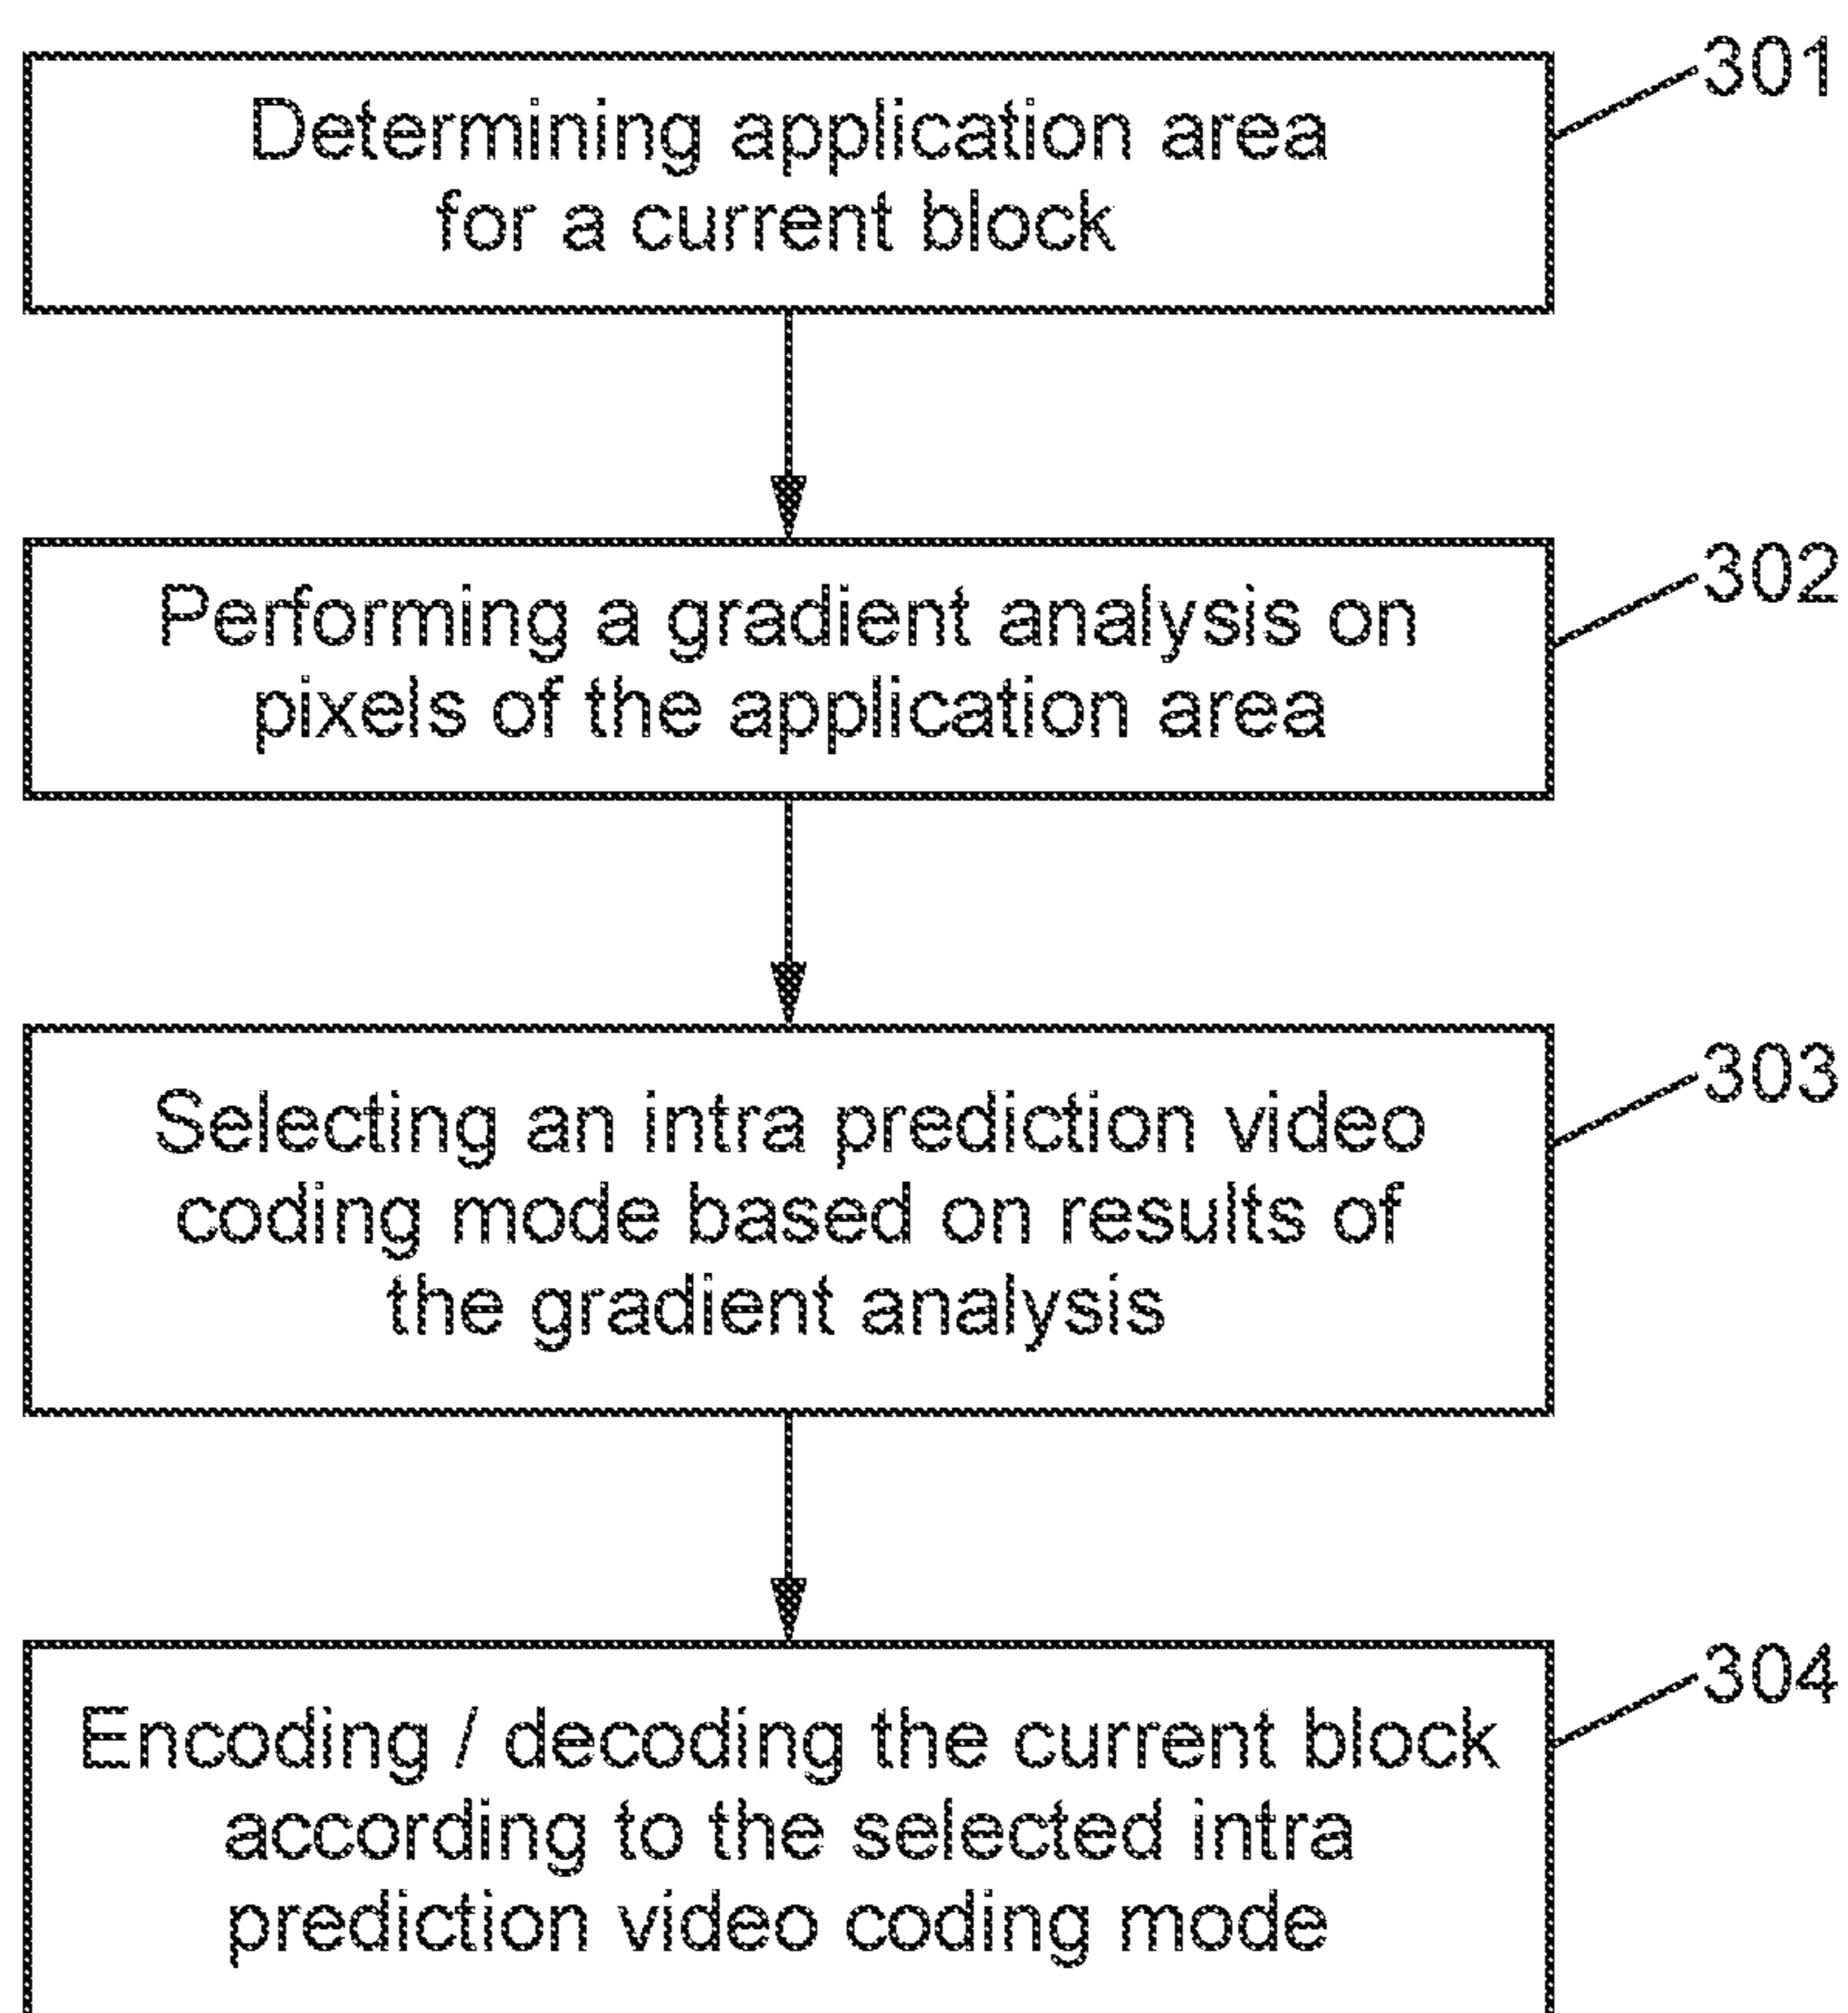 Determining application area
for a current block
301
Performing a gradient analysis on
pixels of the application area
302
Selecting an intra prediction video
coding mode based on results of
the gradient analysis
303
Encoding / decoding the current block
according to the selected intra
prediction video coding mode
304